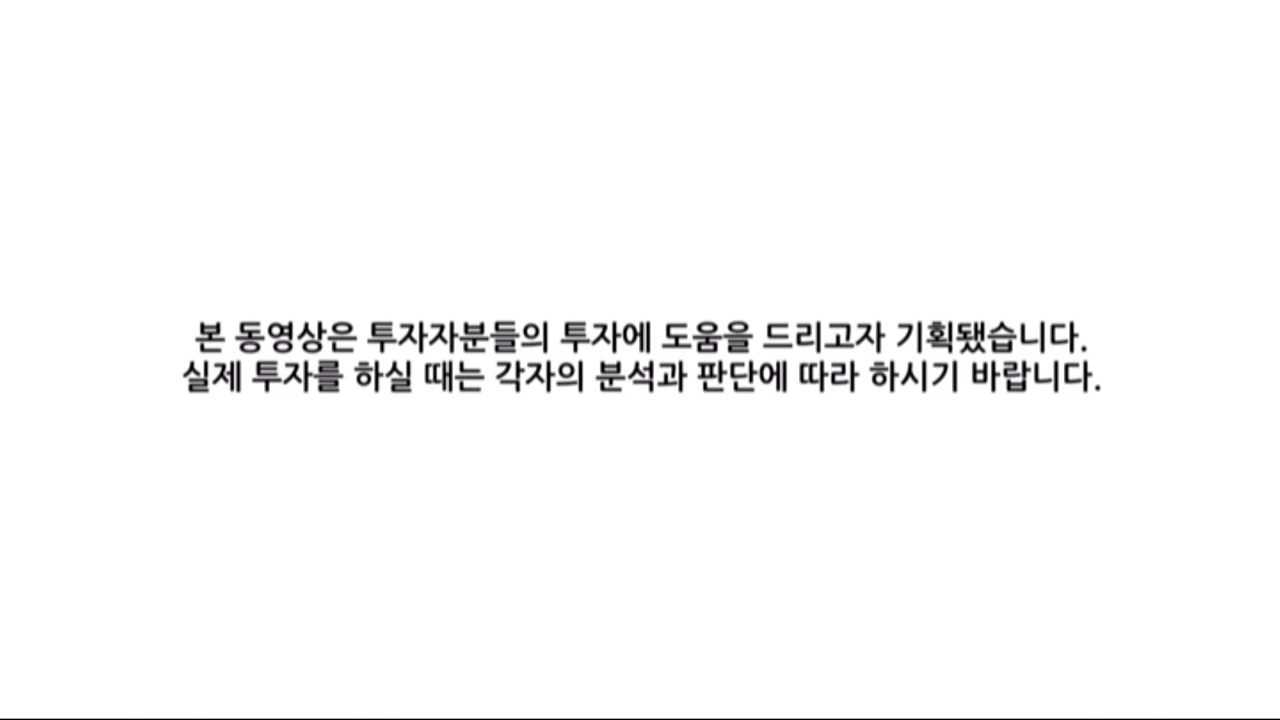 본 동영상은 투자자분들의 투자에 도움을 드리고자 기획됐습니다.
실제 투자를 하실 때는 각자의 분석과 판단에 따라 하시기 바랍니다.